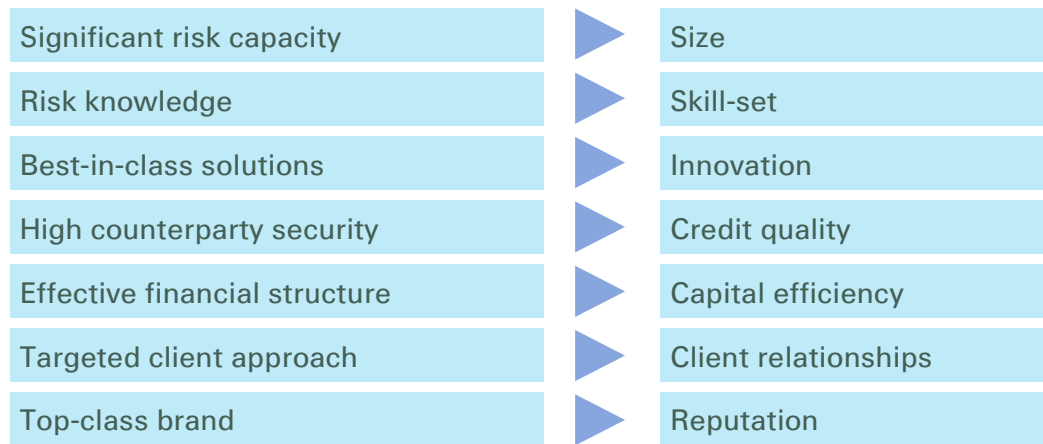 Significant risk capacity
Size
Risk knowledge
Skill-set
Best-in-class solutions
Innovation
High counterparty security
Credit quality
Effective financial structure
Capital efficiency
Targeted client approach
Client relationships
Top-class brand
Reputation